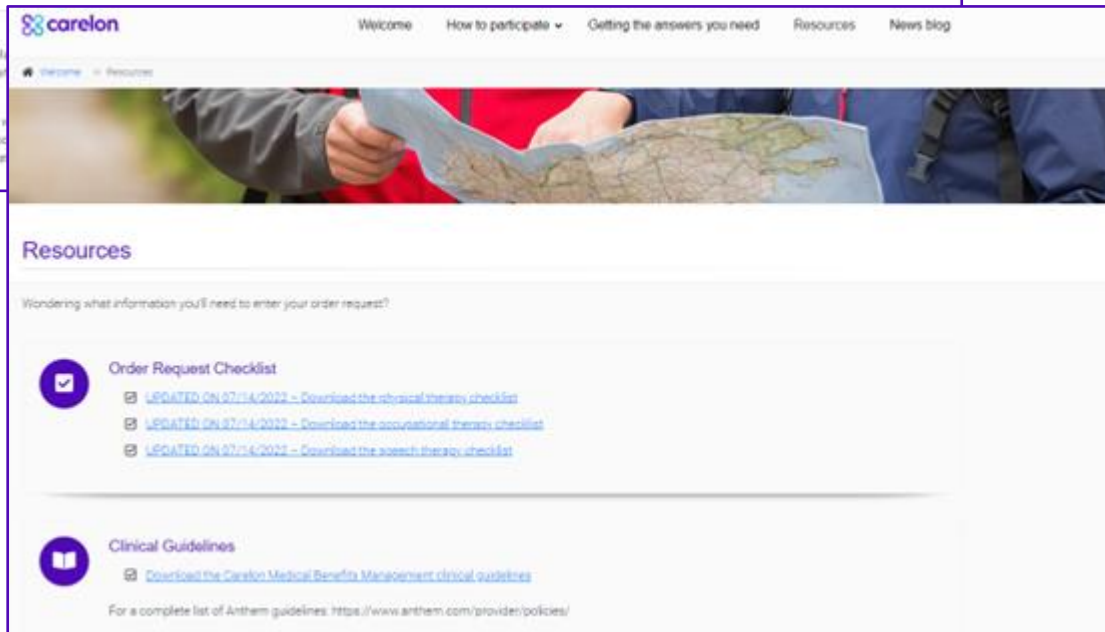 carelon
Welcome How to participate Getting the answers you need Resources News blog
Welcome Resources
Resources
Wondering what information you'll need to enter your order request?
Order Request Checklist
UPDATED ON 07/14/2022 – Download the physical therapy checklist
UPDATED ON 07/14/2022 – Download the occupational therapy checklist
UPDATED ON 07/14/2022 – Download the speech therapy checklist
Clinical Guidelines
Download the Carelon Medical Benefits Management clinical guidelines
For a complete list of Anthem guidelines: https://www.anthem.com/provider/policies/